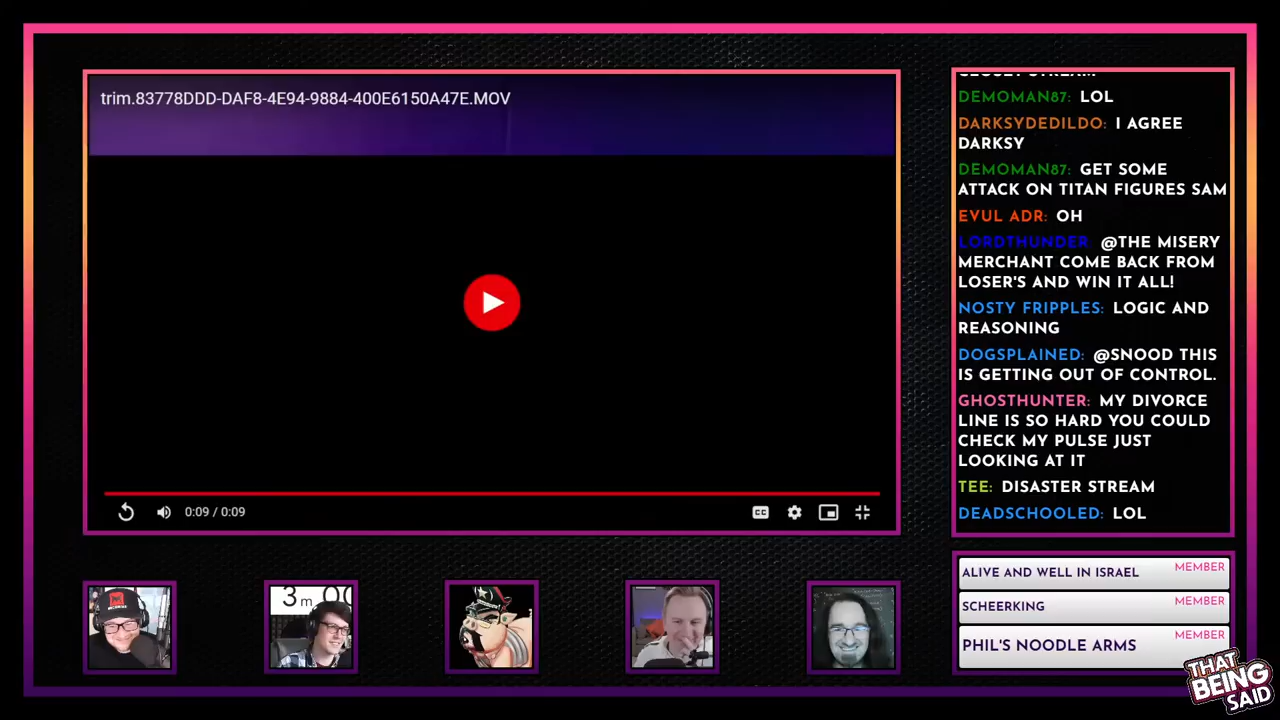 trim.83778DDD-DAF8-4E94-9884-400E6150A47E.MOV
0:09 / 0:09
CC
CLOSET STREAM
DEMOMAN87: LOL
DARKSYDEDILDO: I AGREE
DARKSY
DEMOMAN87: GET SOME
ATTACK ON TITAN FIGURES SAM
EVUL ADR: OH
LORDTHUNDER @THE MISERY
MERCHANT COME BACK FROM
LOSER'S AND WIN IT ALL!
NOSTY FRIPPLES: LOGIC AND
REASONING
DOGSPLAINED: @SNOOD THIS
IS GETTING OUT OF CONTROL.
GHOSTHUNTER: MY DIVORCE
LINE IS SO HARD YOU COULD
CHECK MY PULSE JUST
LOOKING AT IT
TEE: DISASTER STREAM
DEADSCHOOLED: LOL
ALIVE AND WELL IN ISRAEL MEMBER
SCHEERKING MEMBER
PHIL'S NOODLE ARMS MEMBER
3 m
THAT
BEING
SAID